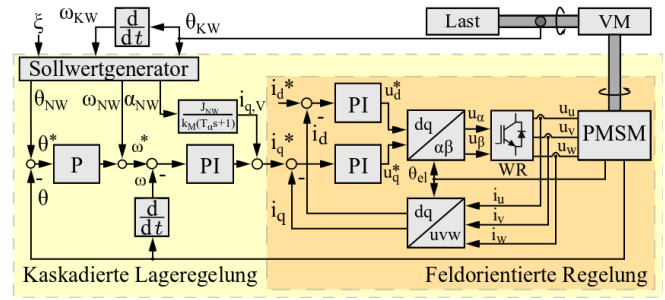 ω_KW
d
dt
θ_KW
Last
VM
ξ
Sollwertgenerator
θ_NW
ω_NW
α_NW
J_NW
k_M(T_αs+1)
i_q,V
θ*
P
ω*
PI
i_q*
θ
ω
d
dt
i_d*
i_d
PI
u_d*
PI
u_q*
dq
αβ
u_α
u_β
WR
u_u
u_v
u_w
PMSM
θ_el
i_q
dq
uvw
i_u
i_v
i_w
Kaskadierte Lageregelung
Feldorientierte Regelung